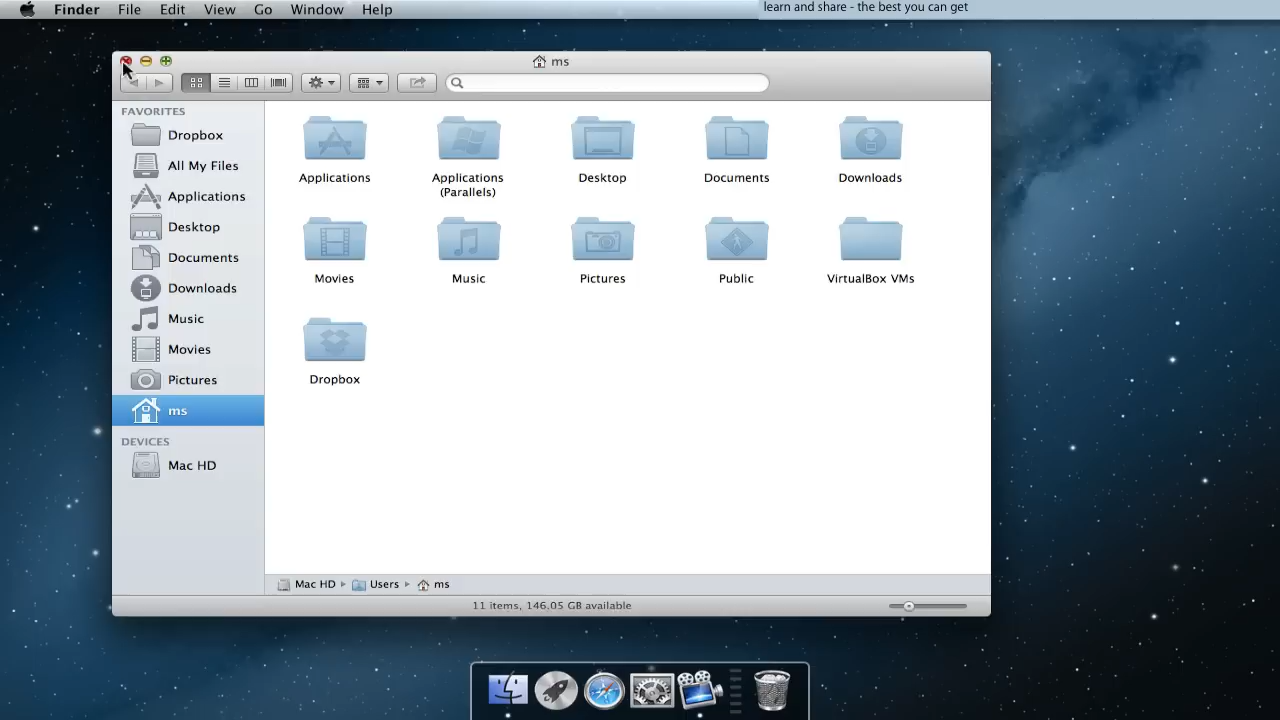 Finder File Edit View Go Window Help
learn and share - the best you can get
ms
FAVORITES
Dropbox
All My Files
Applications
Desktop
Documents
Downloads
Music
Movies
Pictures
ms
DEVICES
Mac HD
Applications
Applications
(Parallels)
Desktop
Documents
Downloads
Movies
Music
Pictures
Public
VirtualBox VMs
Dropbox
Mac HD Users ms
11 items, 146.05 GB available